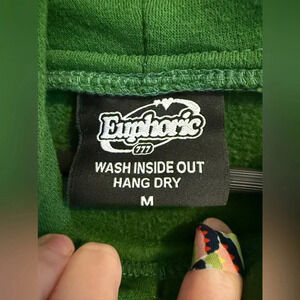 Euphoric
777
WASH INSIDE OUT
HANG DRY
M